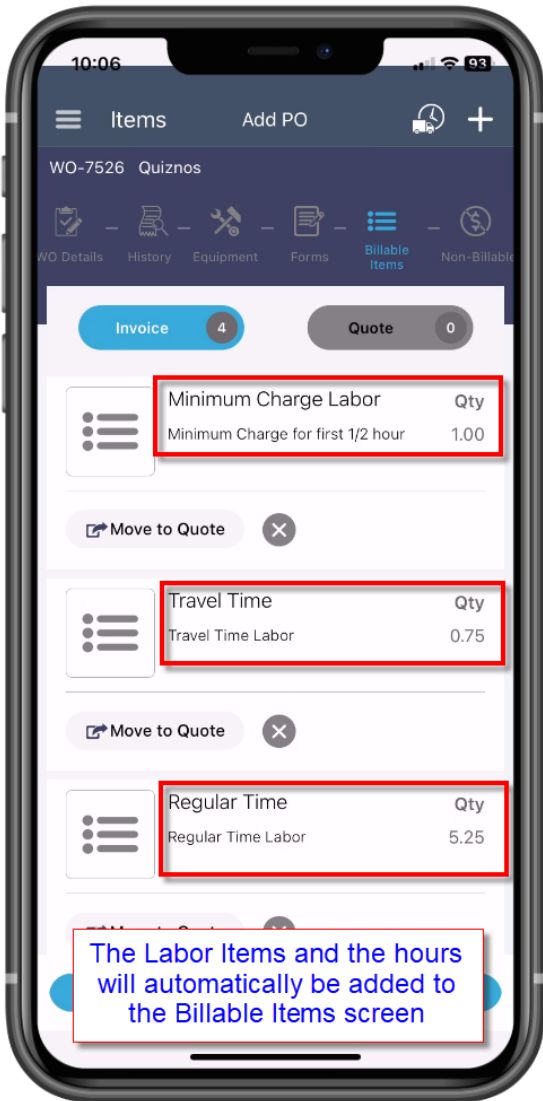 10:06
93
Items Add PO
WO-7526 Quiznos
WO Details History Equipment Forms Billable Items Non-Billable
Invoice 4 Quote 0
Minimum Charge Labor Qty
Minimum Charge for first 1/2 hour 1.00
Move to Quote
Travel Time Qty
Travel Time Labor 0.75
Move to Quote
Regular Time Qty
Regular Time Labor 5.25
Move to Quote
The Labor Items and the hours
will automatically be added to
the Billable Items screen